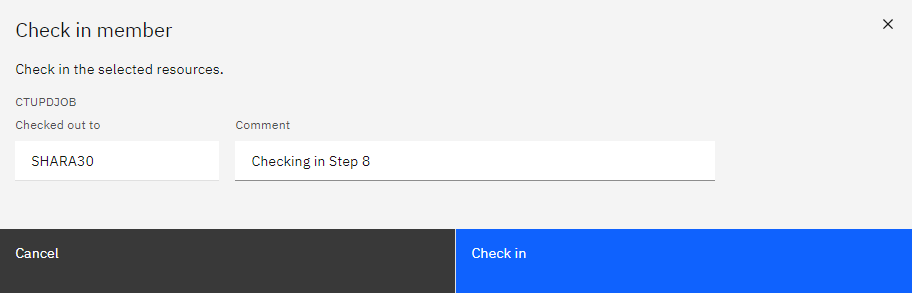 Check in member
Check in the selected resources.
CTUPDJOB
Checked out to
Comment
SHARA30
Checking in Step 8
Cancel
Check in